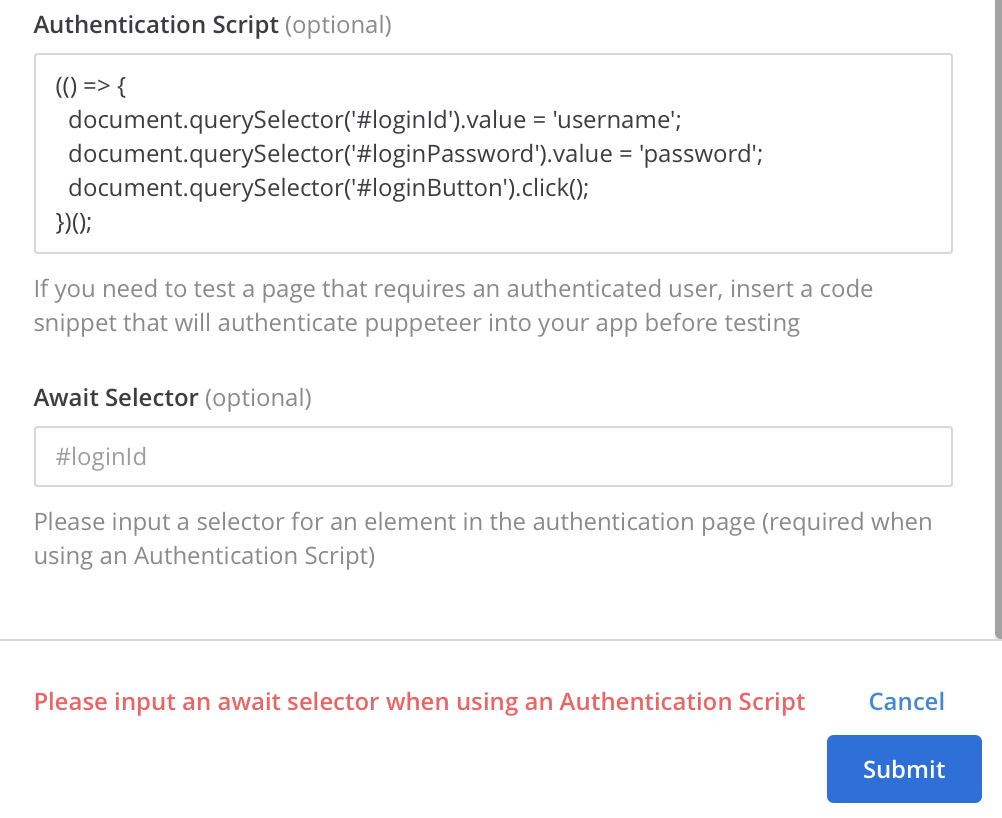 Authentication Script (optional)
(() => {
document.querySelector('#loginId').value = 'username';
document.querySelector('#loginPassword').value = 'password';
document.querySelector('#loginButton').click();
})();
If you need to test a page that requires an authenticated user, insert a code
snippet that will authenticate puppeteer into your app before testing
Await Selector (optional)
#loginId
Please input a selector for an element in the authentication page (required when
using an Authentication Script)
Please input an await selector when using an Authentication Script
Cancel
Submit